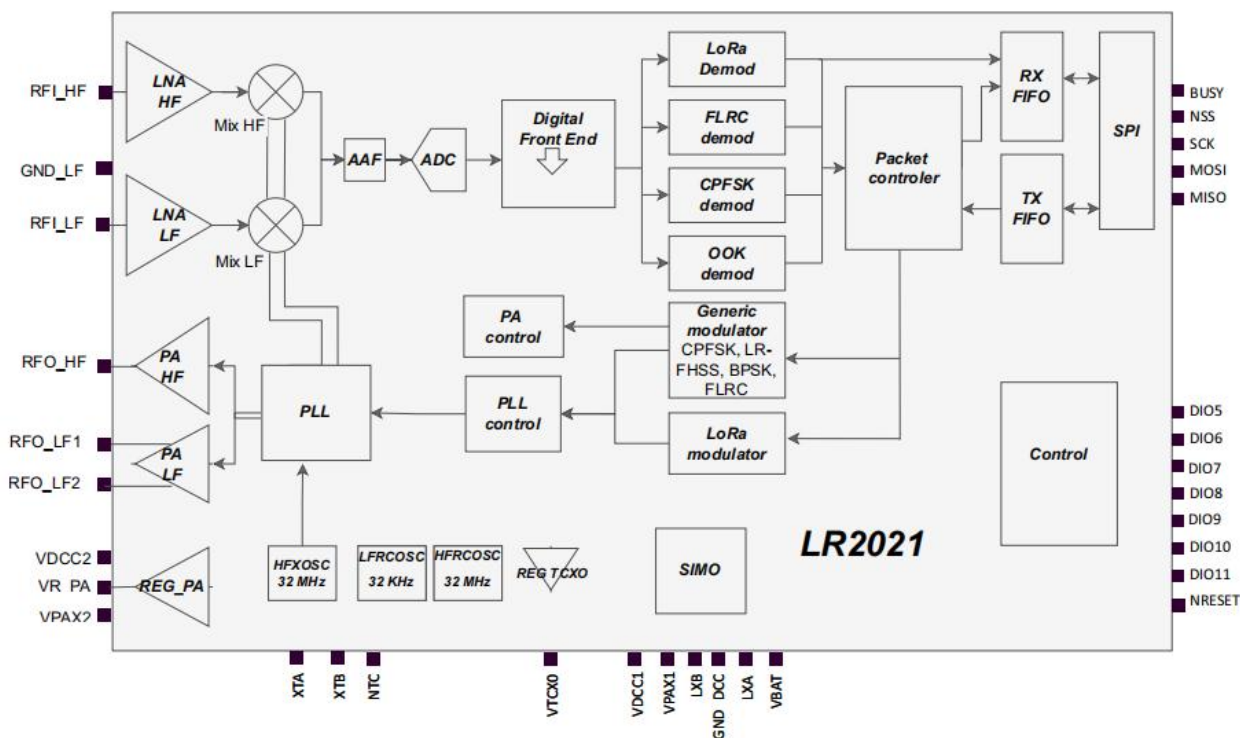 RFI_HF
GND_LF
RFI_LF
RFO_HF
RFO_LF1
RFO_LF2
VDCC2
VR_PA
VPAX2
LNA
HF
Mix HF
LNA
LF
Mix LF
AAF
ADC
Digital
Front End
LoRa
Demod
FLRC
demod
CPFSK
demod
OOK
demod
Packet
controler
RX
FIFO
TX
FIFO
SPI
BUSY
NSS
SCK
MOSI
MISO
PA
HF
PA
LF
PLL
PA
control
PLL
control
Generic
modulator
CPFSK, LR-
FHSS, BPSK,
FLRC
LoRa
modulator
Control
DIO5
DIO6
DIO7
DIO8
DIO9
DIO10
DIO11
NRESET
REG_PA
HFXOSC
32 MHz
LFRCOSC
32 KHz
HFRCOSC
32 MHz
REG TCXO
SIMO
LR2021
XTA
XTB
NTC
VTCX0
VDCC1
VPAX1
LXB
GND DCC
LXA
VBAT